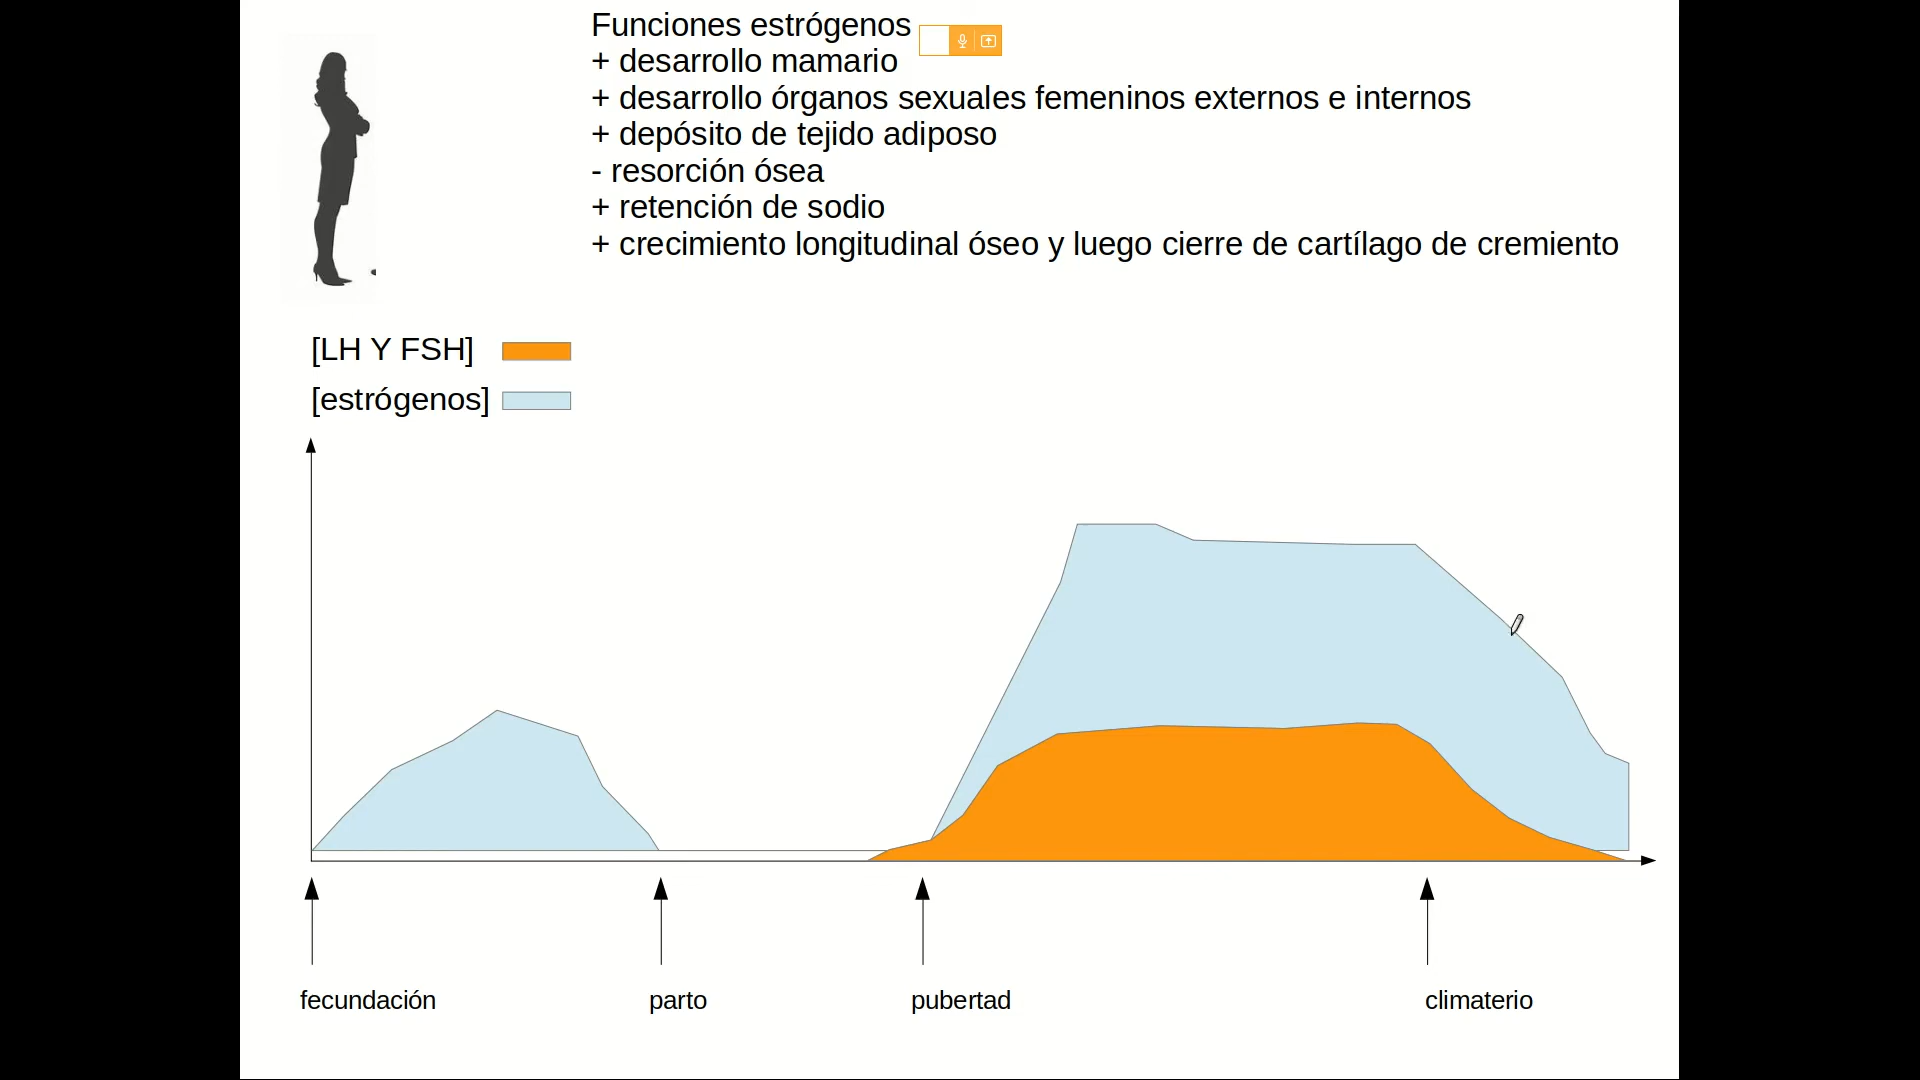 Funciones estrógenos
+ desarrollo mamario
+ desarrollo órganos sexuales femeninos externos e internos
+ depósito de tejido adiposo
- resorción ósea
+ retención de sodio
+ crecimiento longitudinal óseo y luego cierre de cartílago de cremiento
[LH Y FSH]
[estrógenos]
fecundación
parto
pubertad
climaterio